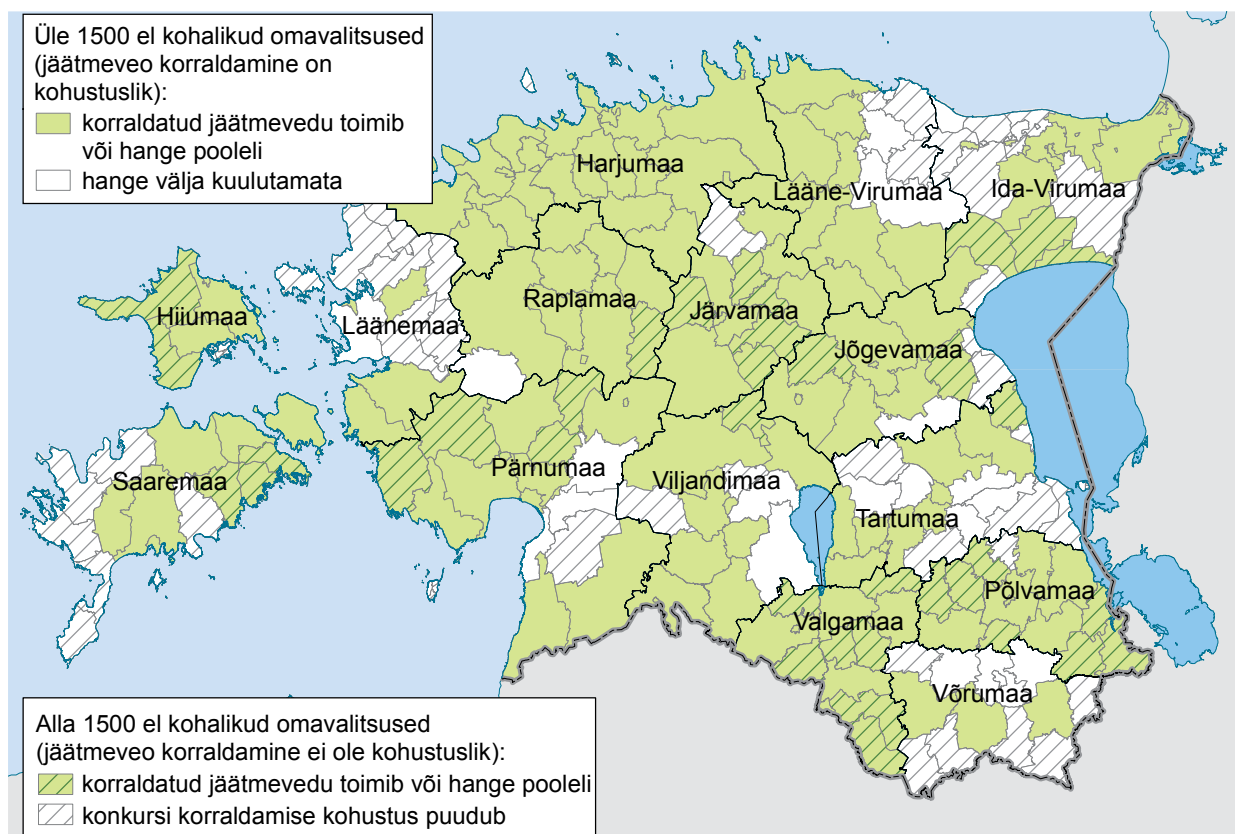 Üle 1500 el kohalikud omavalitsused
(jäätmeveo korraldamine on
kohustuslik):
korraldatud jäätmevedu toimib
või hange pooleli
hange välja kuulutamata
Harjumaa
Lääne-Virumaa
Ida-Virumaa
Hiiumaa
Läänemaa
Raplamaa
Järvamaa
Jõgevamaa
Saaremaa
Pärnumaa
Viljandimaa
Tartumaa
Põlvamaa
Valgamaa
Võrumaa
Alla 1500 el kohalikud omavalitsused
(jäätmeveo korraldamine ei ole kohustuslik):
korraldatud jäätmevedu toimib või hange pooleli
konkursi korraldamise kohustus puudub